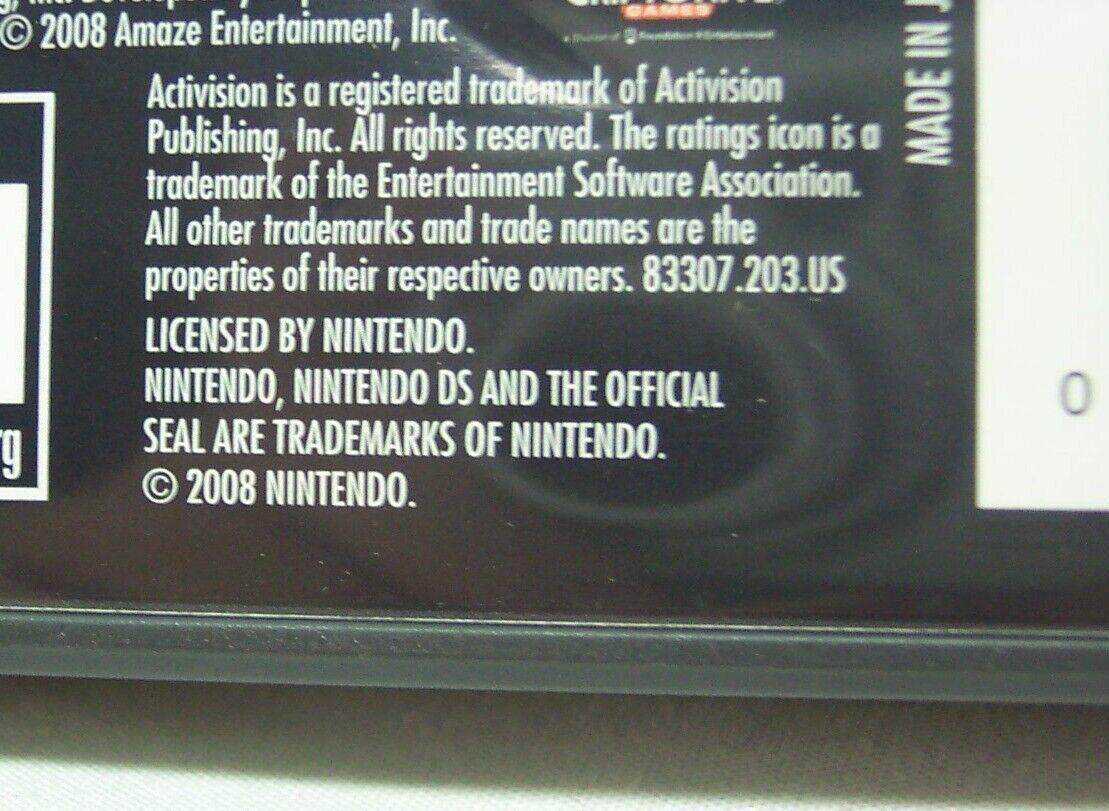 © 2008 Amaze Entertainment, Inc.
GAMES
Activision is a registered trademark of Activision
Publishing, Inc. All rights reserved. The ratings icon is a
trademark of the Entertainment Software Association.
All other trademarks and trade names are the
properties of their respective owners. 83307.203.US
LICENSED BY NINTENDO.
NINTENDO, NINTENDO DS AND THE OFFICIAL
SEAL ARE TRADEMARKS OF NINTENDO.
© 2008 NINTENDO.
MADE IN J
0